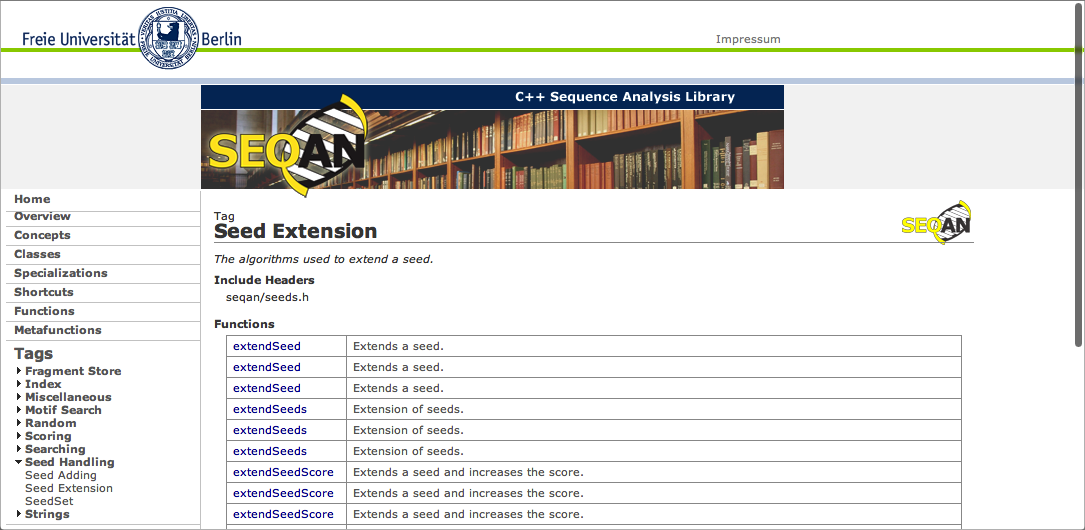 Freie Universität Berlin
Impressum
C++ Sequence Analysis Library
SEQAN
Home
Overview
Concepts
Classes
Specializations
Shortcuts
Functions
Metafunctions
Tags
Fragment Store
Index
Miscellaneous
Motif Search
Random
Scoring
Searching
Seed Handling
Seed Adding
Seed Extension
SeedSet
Strings
Tag
Seed Extension
SEQAN
The algorithms used to extend a seed.
Include Headers
seqan/seeds.h
Functions
extendSeed Extends a seed.
extendSeed Extends a seed.
extendSeed Extends a seed.
extendSeeds Extension of seeds.
extendSeeds Extension of seeds.
extendSeeds Extension of seeds.
extendSeedScore Extends a seed and increases the score.
extendSeedScore Extends a seed and increases the score.
extendSeedScore Extends a seed and increases the score.